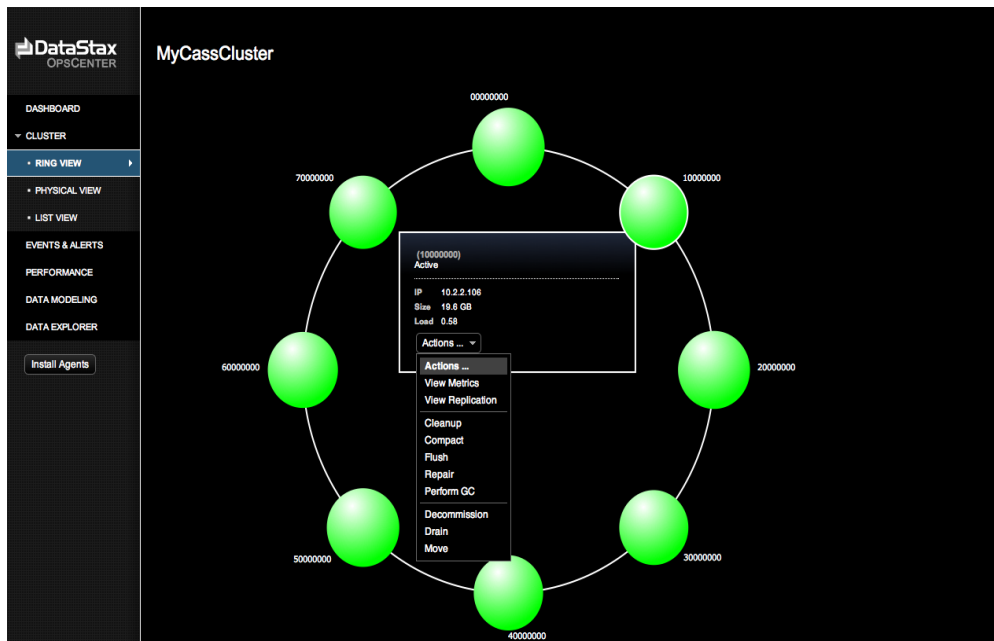 DataStax
OPSCENTER
DASHBOARD
CLUSTER
• RING VIEW
• PHYSICAL VIEW
• LIST VIEW
EVENTS & ALERTS
PERFORMANCE
DATA MODELING
DATA EXPLORER
Install Agents
MyCassCluster
00000000
70000000
10000000
(10000000)
Active
IP 10.2.2.106
Size 19.6 GB
Load 0.58
Actions ...
Actions ...
View Metrics
View Replication
Cleanup
Compact
Flush
Repair
Perform GC
Decommission
Drain
Move
60000000
20000000
50000000
30000000
40000000